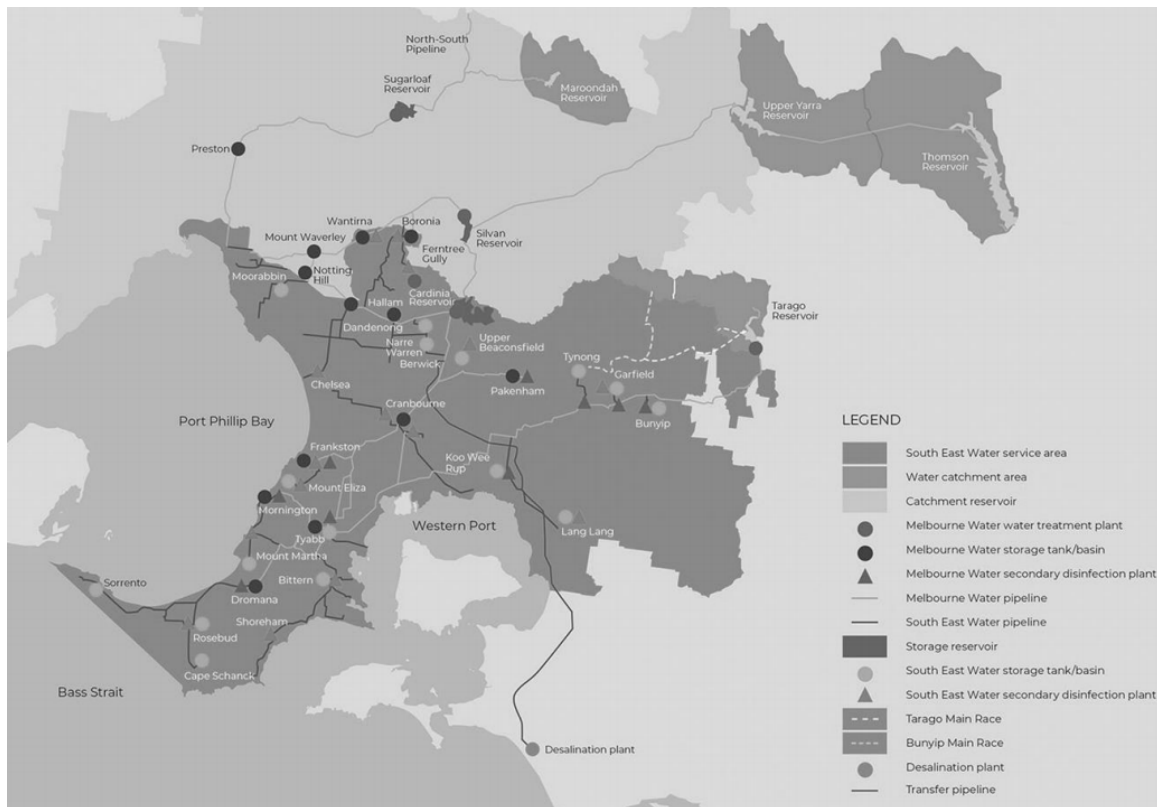 North-South
Pipeline
Sugarloaf
Reservoir
Maroondah
Reservoir
Upper Yarra
Reservoir
Thomson
Reservoir
Preston
Wantirna
Boronia
Silvan
Reservoir
Mount Waverley
Ferntree
Gully
Notting
Hill
Moorabbin
Cardinia
Reservoir
Hallam
Dandenong
Tarago
Reservoir
Narre
Warren
Upper
Beaconsfield
Berwick
Tynong
Garfield
Chelsea
Pakenham
Cranbourne
Bunyip
Port Phillip Bay
Frankston
Koo Wee
Rup
Mount Eliza
Mornington
Western Port
Lang Lang
Iyabb
Mount Martha
Bittern
Sorrento
Dromana
Shoreham
Rosebud
Cape Schanck
Bass Strait
Desalination plant
LEGEND
South East Water service area
Water catchment area
Catchment reservoir
Melbourne Water water treatment plant
Melbourne Water storage tank/basin
Melbourne Water secondary disinfection plant
Melbourne Water pipeline
South East Water pipeline
Storage reservoir
South East Water storage tank/basin
South East Water secondary disinfection plant
Tarago Main Race
Bunyip Main Race
Desalination plant
Transfer pipeline